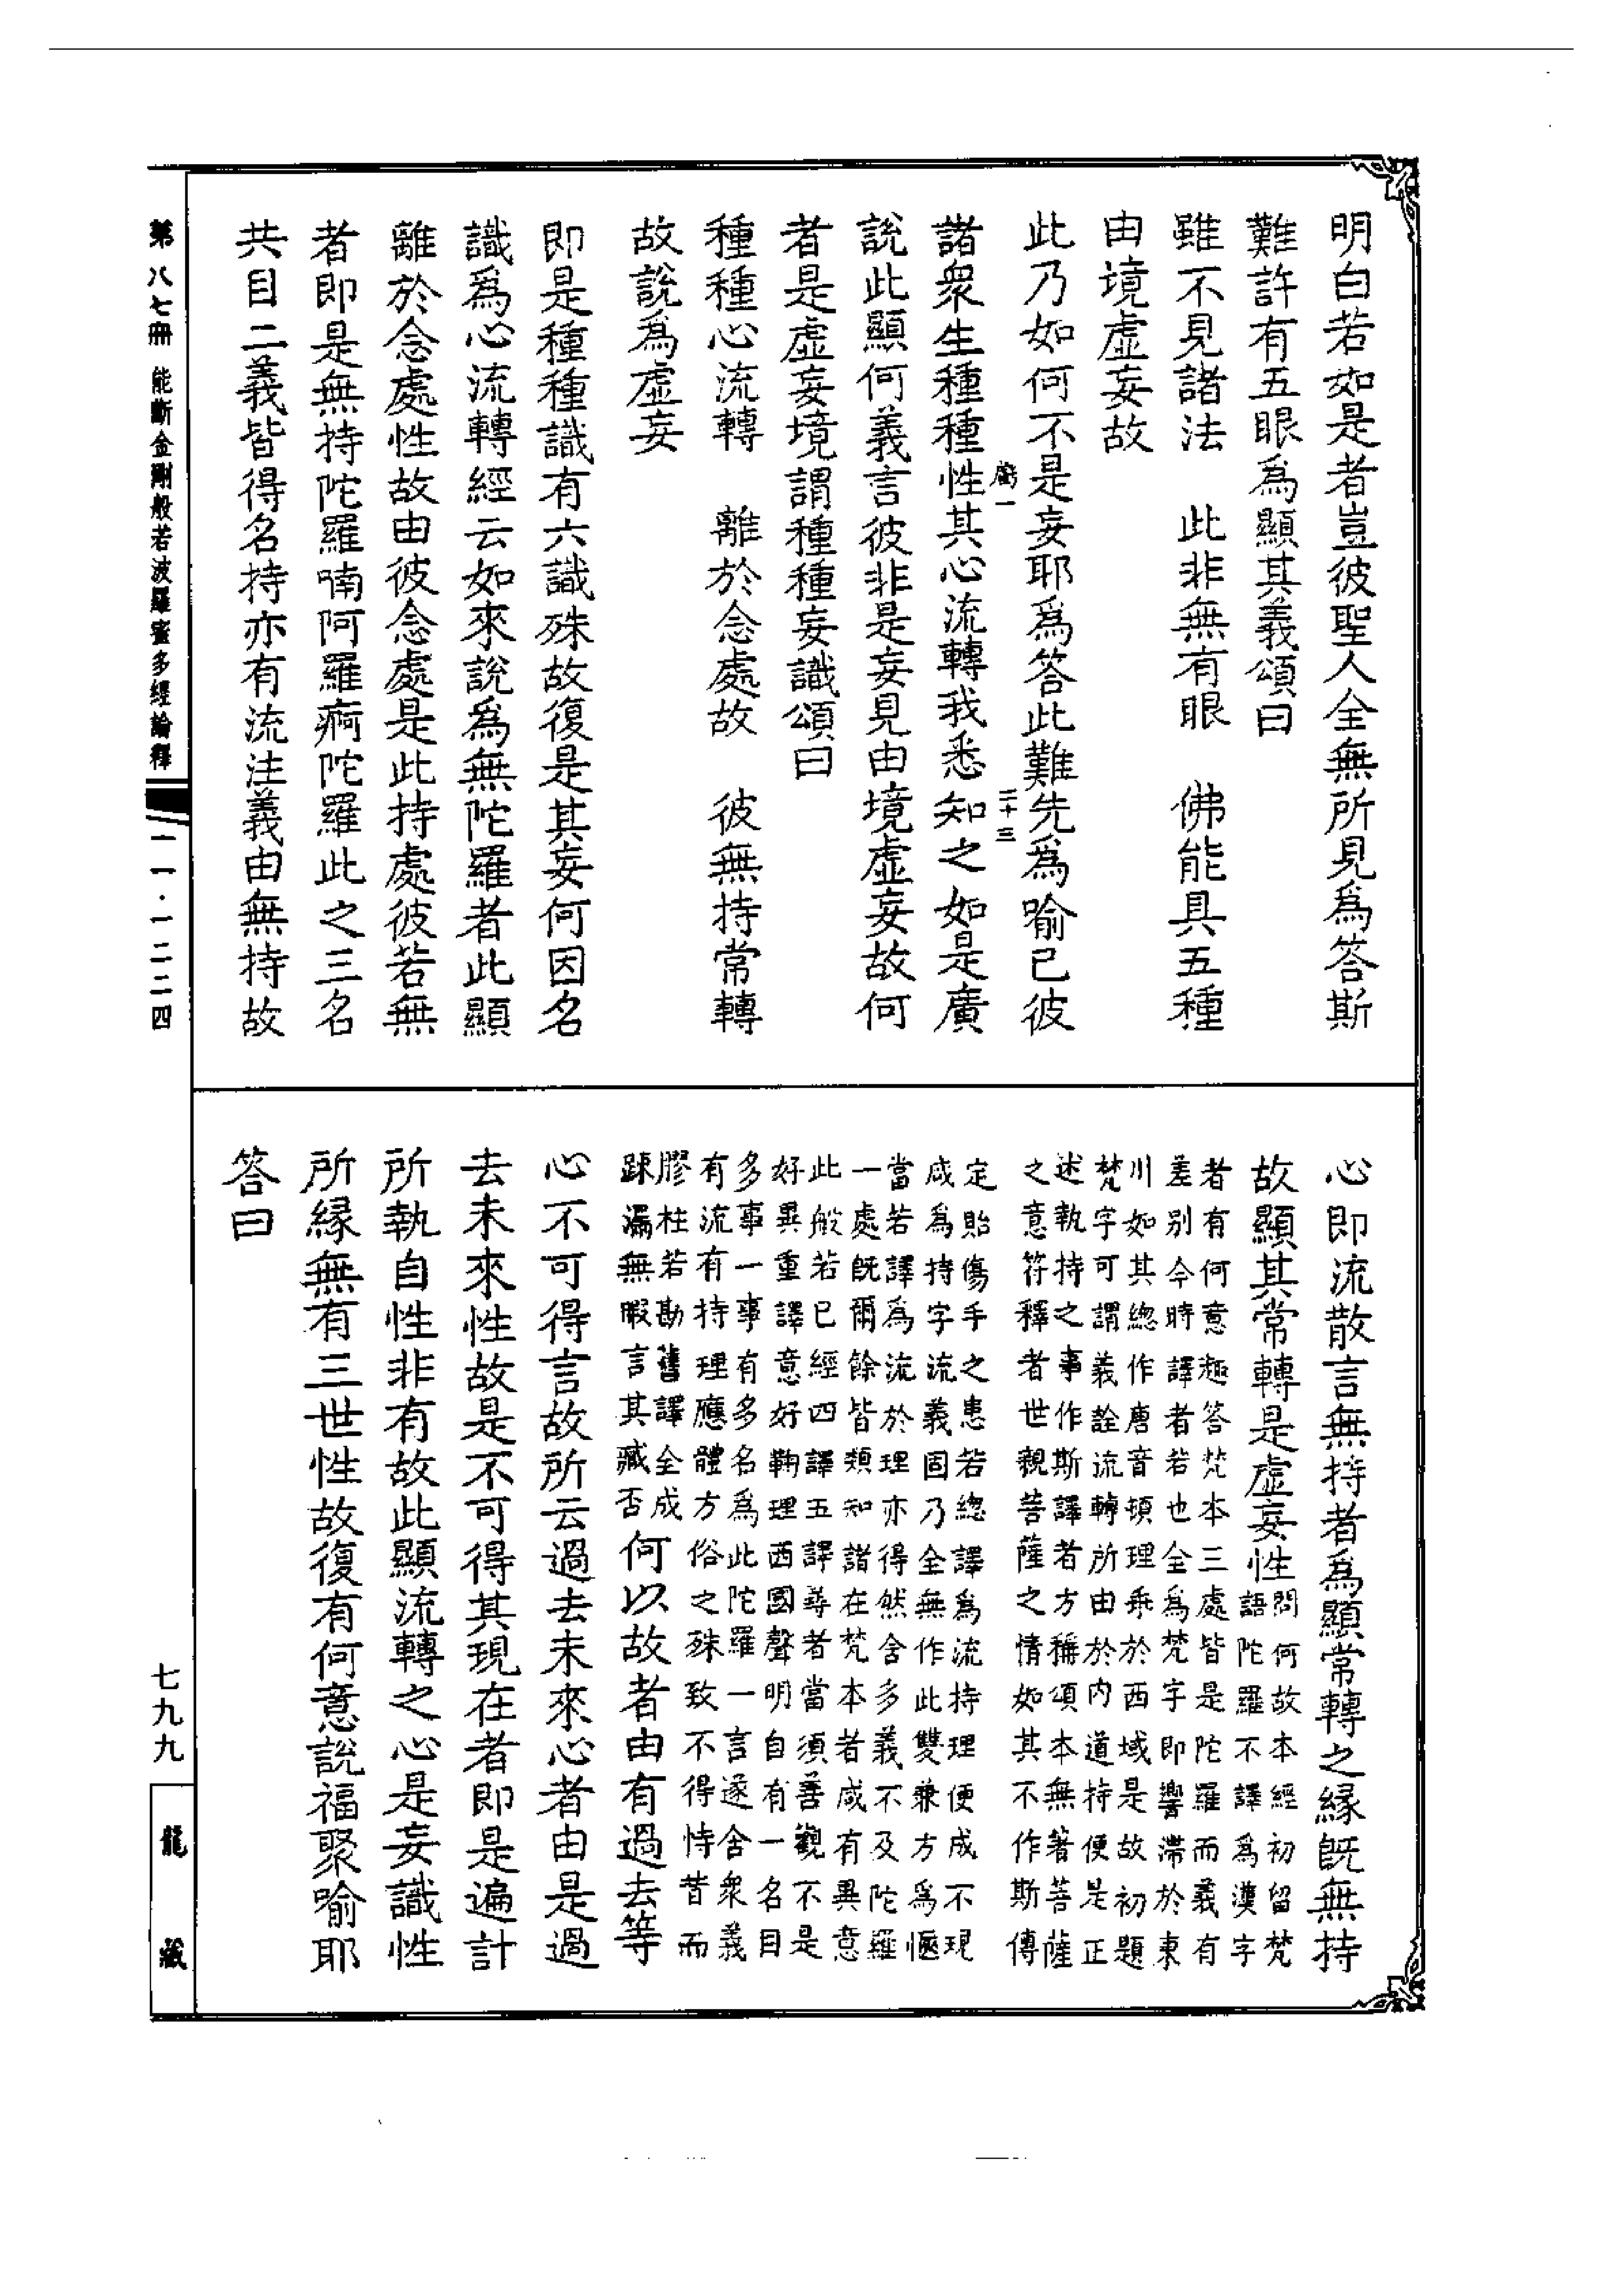 明白若如是者豈彼聖人全無所見為答斯
難許有五眼為顯其義頌曰
雖不見諸法　此非無有眼　佛能具五種
由境虛妄故
此乃如何不是妄耶為答此難先為喻已彼
二十三
諸衆生種種性其心流轉我悉知之如是廣
說此顯何義言彼非是妄見由境虛妄故何
者是虛妄境謂種種妄識頌曰
種種心流轉　離於念處故　彼無持常轉
故說為虛妄
即是種種識有六識殊故復是其妄何因名
識為心流轉經云如來說為無陀羅者此顯
離於念處性故由彼念處是此持處彼若無
者即是無持陀羅喃阿羅痾陀羅此之三名
共目二義皆得名持亦有流注義由無持故
心即流散言無持者為顯常轉之緣既無持
故顯其常轉是虛妄性問何故本經初留梵
語陀羅不譯為漢字
者有何意趣答梵本三處皆是陀羅而義有
差別今時譯者若也全為梵字即響滯於東
川如其總作唐音頓理乖於西域是故初題
梵字可謂義詮流轉所由於內道持便是正
述執持之事作斯譯者方稱頌本無著菩薩
之意符釋者世親菩薩之情如其不作斯傳
定貽傷手之患若總譯為流持理便成不現
咸為持字流義固乃全無作此雙兼方為愜
當若譯為流於理亦得然含多義不及陀羅
一處既爾餘皆類知諸在梵本者咸有異意
此般若已經四譯五譯尋者當須善觀不是
好異重譯意好鞠理西國聲明自有一名目
多事一事有多名為此陀羅一言遂含衆義
有流有持理應體方俗之殊致不得恃昔而
膠柱若勘舊譯全成
踈漏無暇言其臧否何以故者由有過去等
心不可得言故所云過去未來心者由是過
去未來性故是不可得其現在者即是遍計
所執自性非有故此顯流轉之心是妄識性
所緣無有三世性故復有何意說福聚喻耶
答曰
第八七冊　能斷金剛般若波羅蜜多經論釋
一一·一二二四
七九九
龍藏